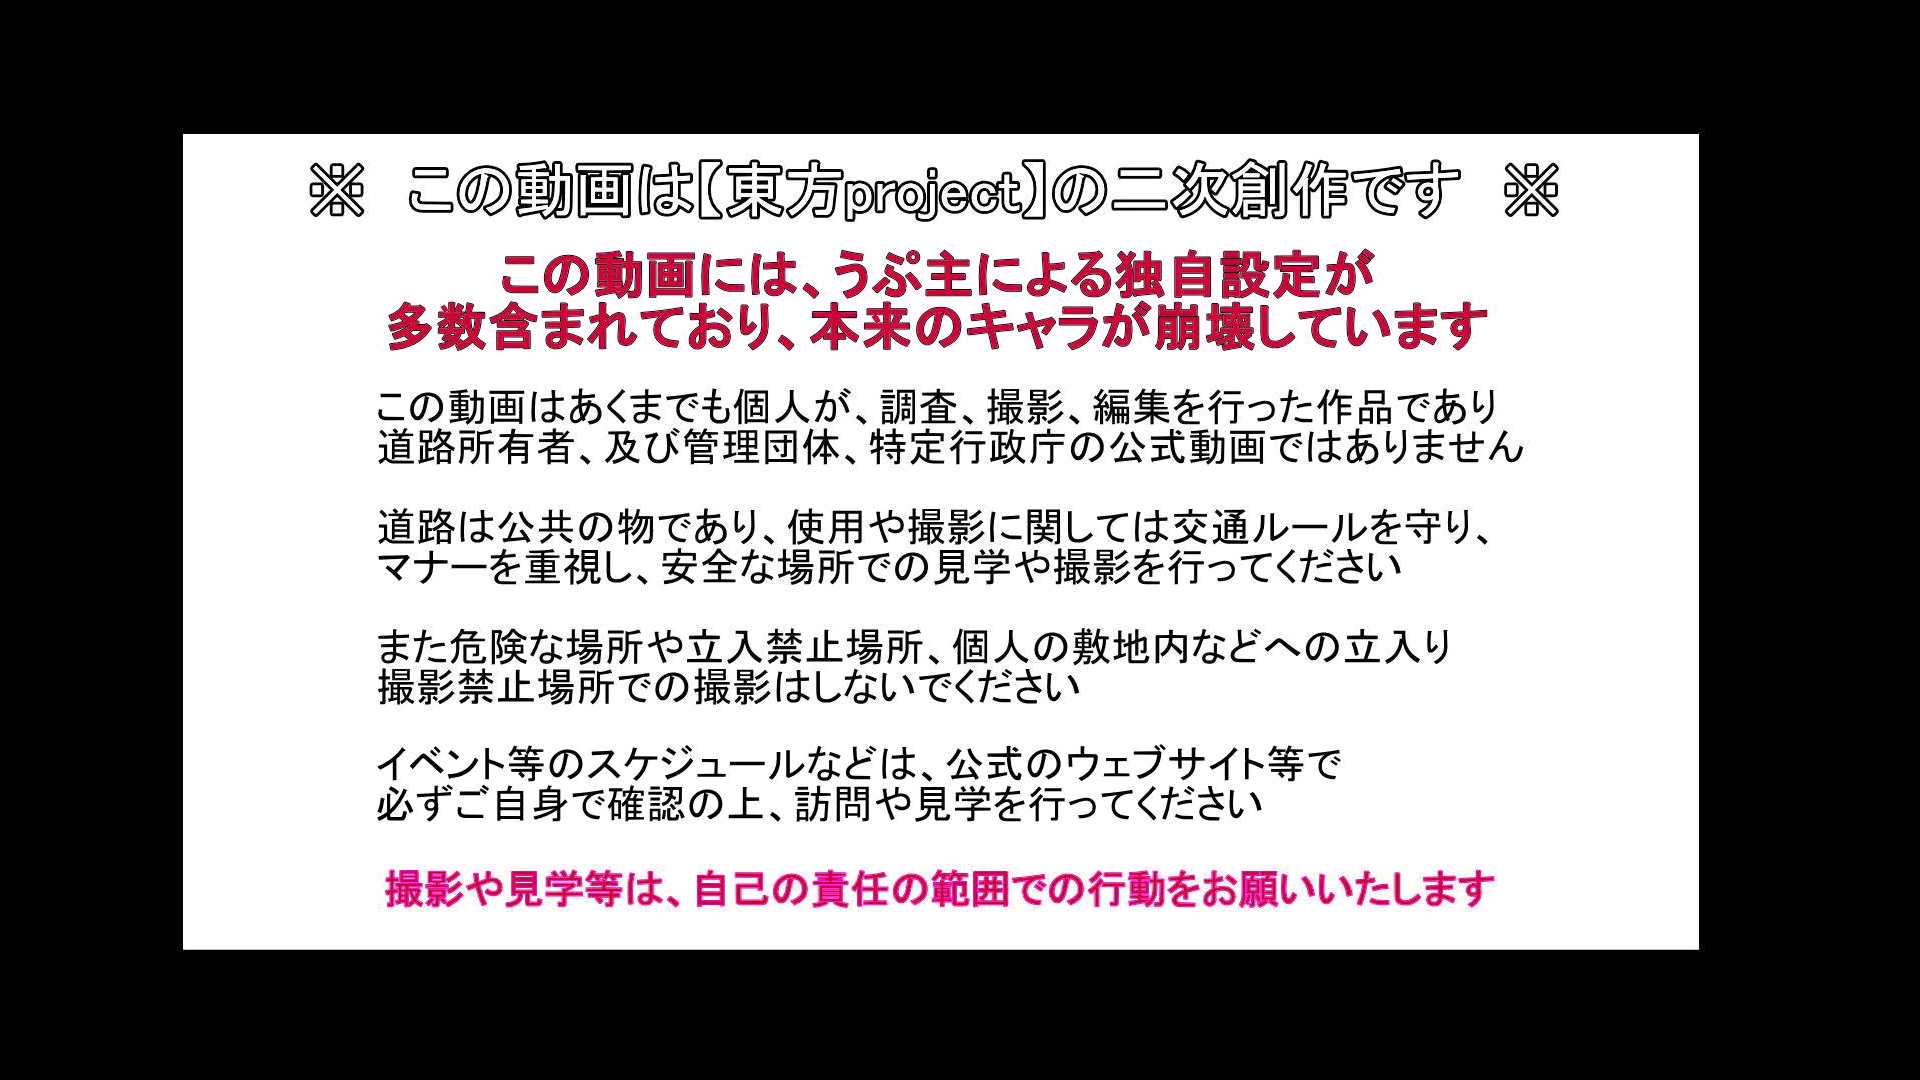 ※　この動画は【東方project】の二次創作です　※
この動画には、うぷ主による独自設定が
多数含まれており、本来のキャラが崩壊しています
この動画はあくまでも個人が、調査、撮影、編集を行った作品であり
道路所有者、及び管理団体、特定行政庁の公式動画ではありません
道路は公共の物であり、使用や撮影に関しては交通ルールを守り、
マナーを重視し、安全な場所での見学や撮影を行ってください
また危険な場所や立入禁止場所、個人の敷地内などへの立入り
撮影禁止場所での撮影はしないでください
イベント等のスケジュールなどは、公式のウェブサイト等で
必ずご自身で確認の上、訪問や見学を行ってください
撮影や見学等は、自己の責任の範囲での行動をお願いいたします